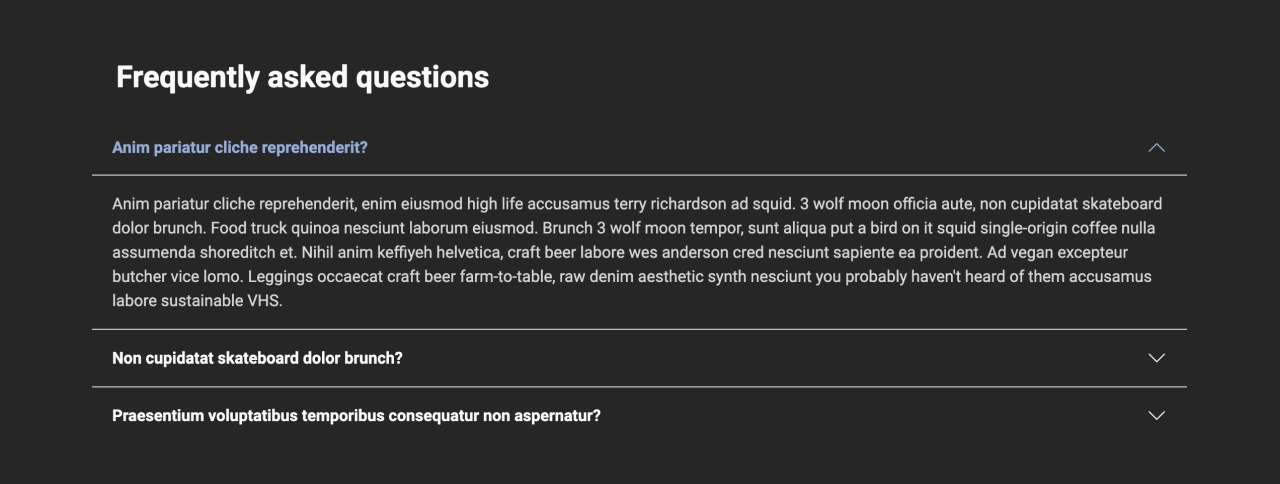 Frequently asked questions
Anim pariatur cliche reprehenderit?
Anim pariatur cliche reprehenderit, enim eiusmod high life accusamus terry richardson ad squid. 3 wolf moon officia aute, non cupidatat skateboard
dolor brunch. Food truck quinoa nesciunt laborum eiusmod. Brunch 3 wolf moon tempor, sunt aliqua put a bird on it squid single-origin coffee nulla
assumenda shoreditch et. Nihil anim keffiyeh helvetica, craft beer labore wes anderson cred nesciunt sapiente ea proident. Ad vegan excepteur
butcher vice lomo. Leggings occaecat craft beer farm-to-table, raw denim aesthetic synth nesciunt you probably haven't heard of them accusamus
labore sustainable VHS.
Non cupidatat skateboard dolor brunch?
Praesentium voluptatibus temporibus consequatur non aspernatur?